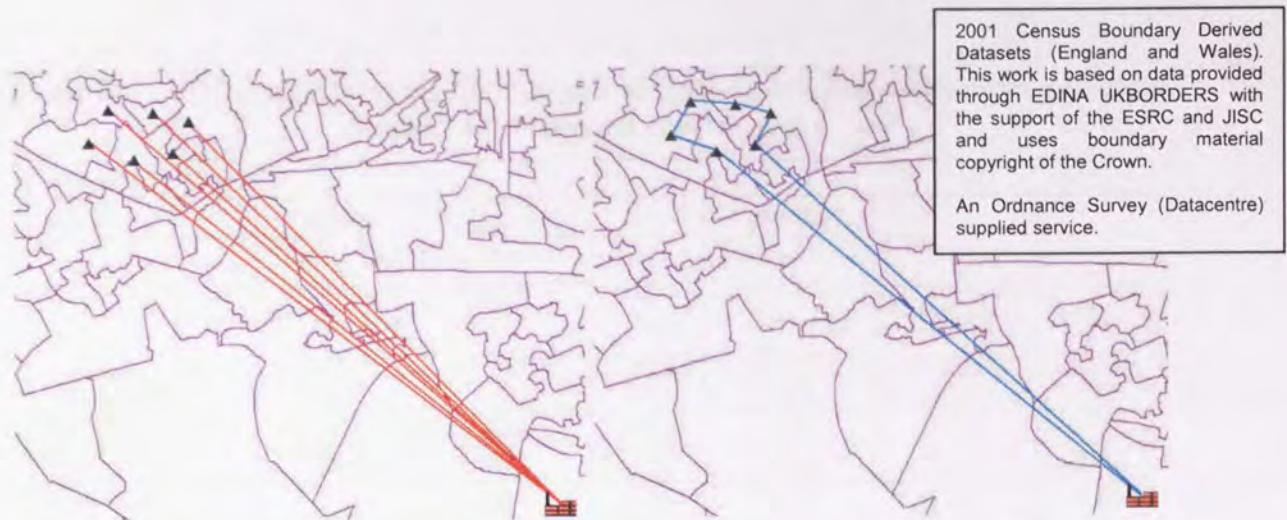 2001 Census Boundary Derived
Datasets (England and Wales).
This work is based on data provided
through EDINA UKBORDERS with
the support of the ESRC and JISC
and uses boundary material
copyright of the Crown.
An Ordnance Survey (Datacentre)
supplied service.